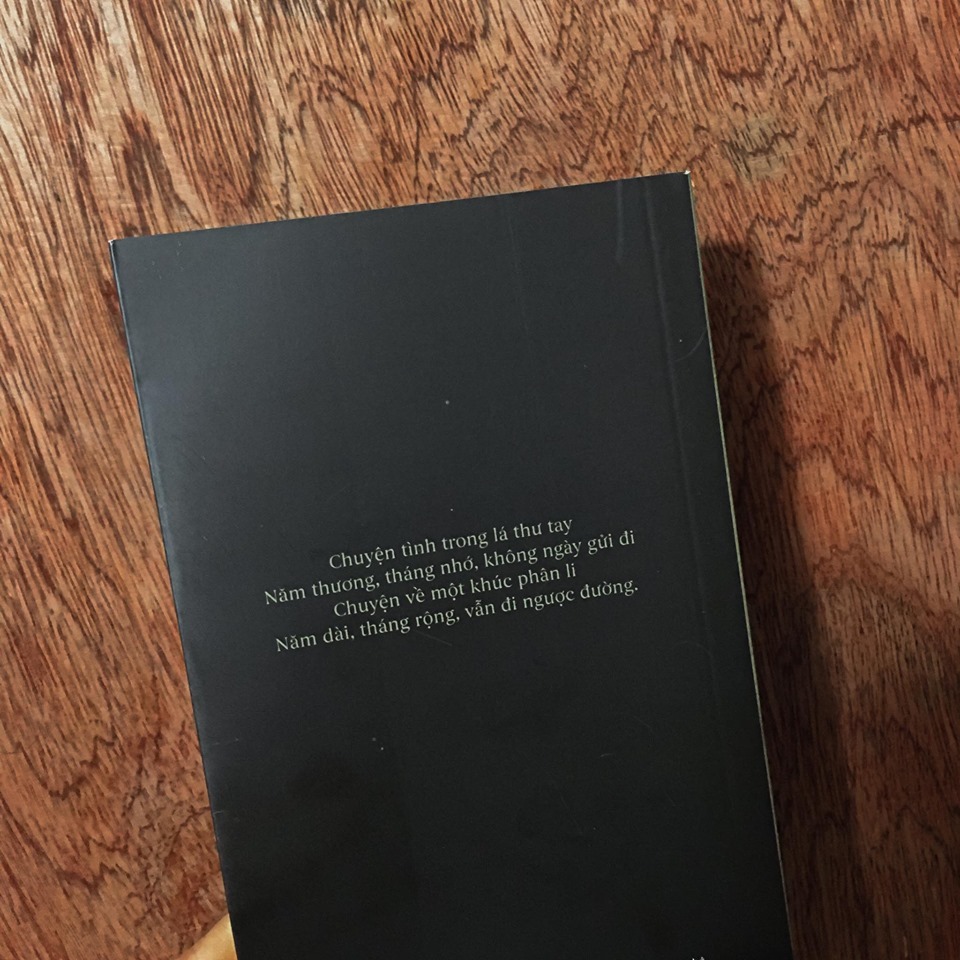 Chuyện tình trong lá thư tay
Năm thương, tháng nhớ, không ngày gửi đi
Chuyện về một khúc phân li
Năm dài, tháng rộng, vẫn đi ngược đường.